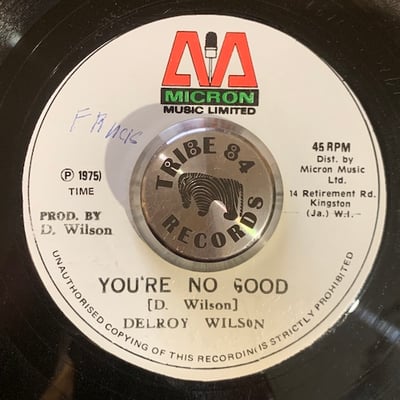 MICRON
MUSIC LIMITED
Francis
45 RPM
Dist. by
Micron Music
Ltd.
14 Retirement Rd.
Kingston
(Ja.) W.I.
TRIBE 84
RECORDS
Ⓟ 1975)
TIME
PROD. BY
D. Wilson
YOU'RE NO GOOD
[D. Wilson]
DELROY WILSON
UNAUTHORISED COPYING OF THIS RECORDING IS STRICTLY PROHIBITED